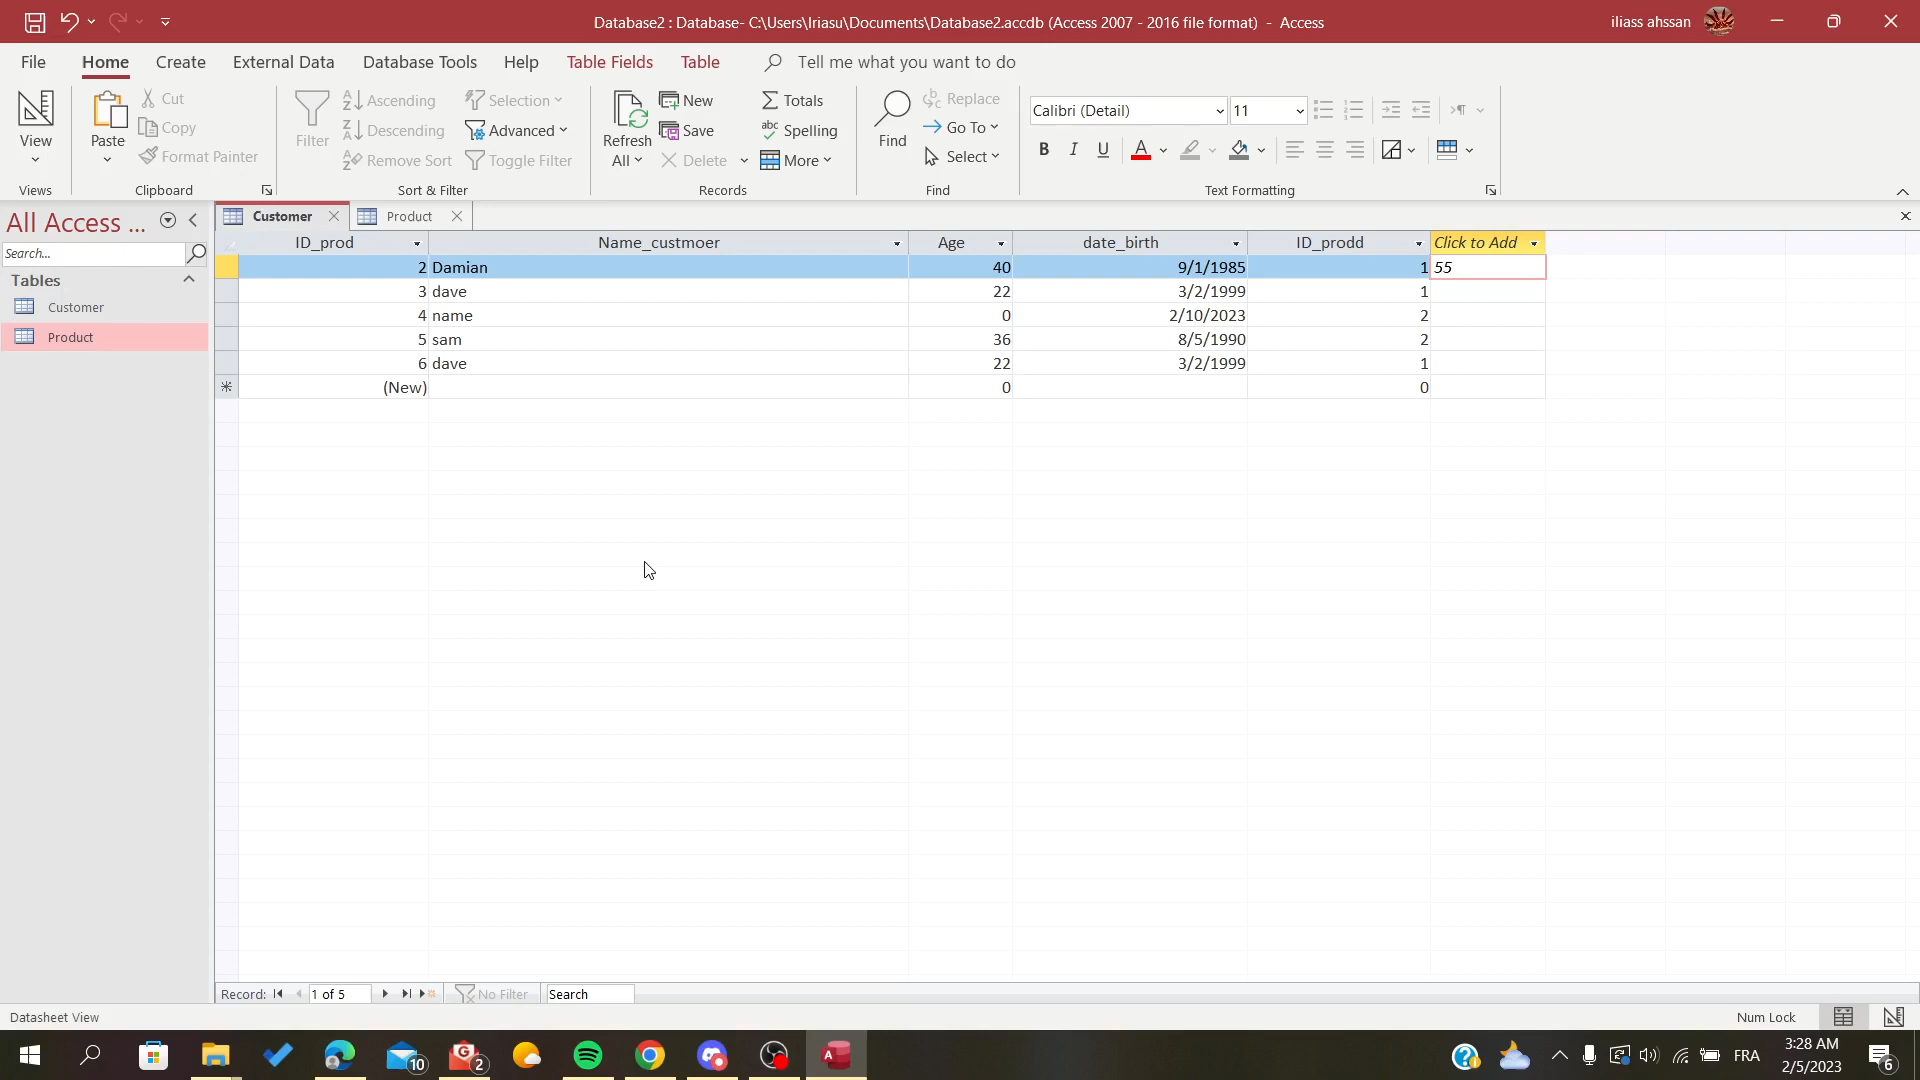 Database2 : Database- C:\Users\Iriasu\Documents\Database2.accdb (Access 2007 - 2016 file format) - Access
iliass ahssan
File Home Create External Data Database Tools Help Table Fields Table Tell me what you want to do
View
Views
Paste
Cut
Copy
Format Painter
Clipboard
Filter
Ascending
Descending
Remove Sort
Selection
Advanced
Toggle Filter
Sort & Filter
Refresh
All
New
Save
Delete
Totals
Spelling
More
Records
Find
Replace
Go To
Select
Find
Calibri (Detail) 11
B I U A
Text Formatting
All Access ...
Search...
Tables
Customer
Product
Customer Product
ID_prod Name_custmoer Age date_birth ID_prodd Click to Add
2 Damian 40 9/1/1985 1 55
3 dave 22 3/2/1999 1
4 name 0 2/10/2023 2
5 sam 36 8/5/1990 2
6 dave 22 3/2/1999 1
(New) 0 0
Record: 1 of 5 No Filter Search
Datasheet View
Num Lock
10
2
FRA
3:28 AM
2/5/2023
6